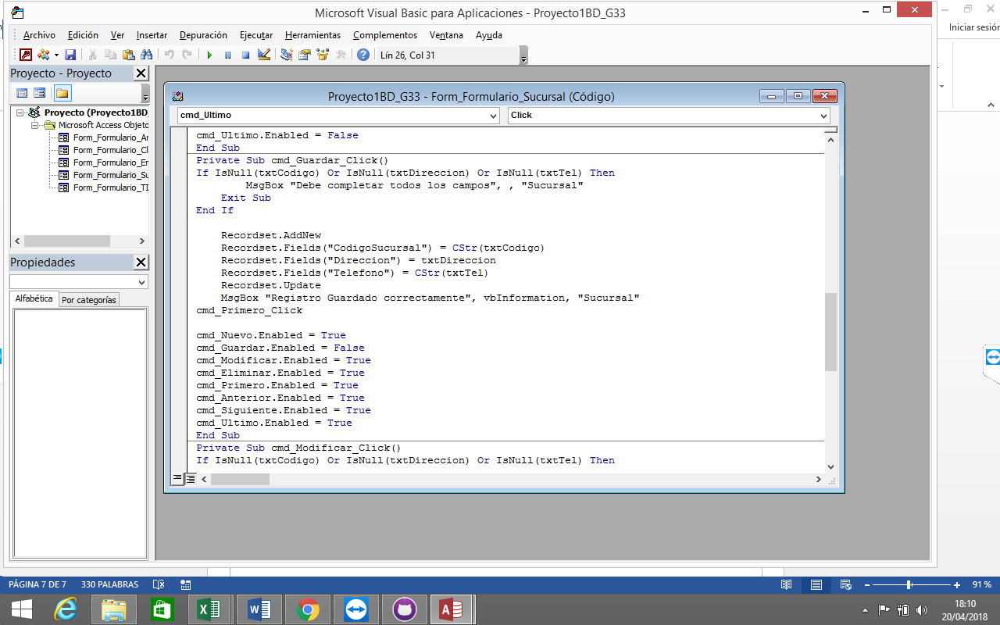 Microsoft Visual Basic para Aplicaciones - Proyecto1BD_G33
Iniciar sesión
Archivo Edición Ver Insertar Depuración Ejecutar Herramientas Complementos Ventana Ayuda
Lín 26, Col 31
Proyecto - Proyecto
Proyecto (Proyecto1BD
Microsoft Access Objeto
Form_Formulario_Ar
Form_Formulario_Cl
Form_Formulario_Er
Form_Formulario_Su
Form_Formulario_TI
Propiedades
Alfabética Por categorías
Proyecto1BD_G33 - Form_Formulario_Sucursal (Código)
cmd_Ultimo Click
cmd_Ultimo.Enabled = False
End Sub
Private Sub cmd_Guardar_Click()
If IsNull(txtCodigo) Or IsNull(txtDireccion) Or IsNull(txtTel) Then
MsgBox "Debe completar todos los campos", , "Sucursal"
Exit Sub
End If
Recordset.AddNew
Recordset.Fields("CodigoSucursal") = CStr(txtCodigo)
Recordset.Fields("Direccion") = txtDireccion
Recordset.Fields("Telefono") = CStr(txtTel)
Recordset.Update
MsgBox "Registro Guardado correctamente", vbInformation, "Sucursal"
cmd_Primero_Click
cmd_Nuevo.Enabled = True
cmd_Guardar.Enabled = False
cmd_Modificar.Enabled = True
cmd_Eliminar.Enabled = True
cmd_Primero.Enabled = True
cmd_Anterior.Enabled = True
cmd_Siguiente.Enabled = True
cmd_Ultimo.Enabled = True
End Sub
Private Sub cmd_Modificar_Click()
If IsNull(txtCodigo) Or IsNull(txtDireccion) Or IsNull(txtTel) Then
PÁGINA 7 DE 7 330 PALABRAS 91 %
18:10
20/04/2018